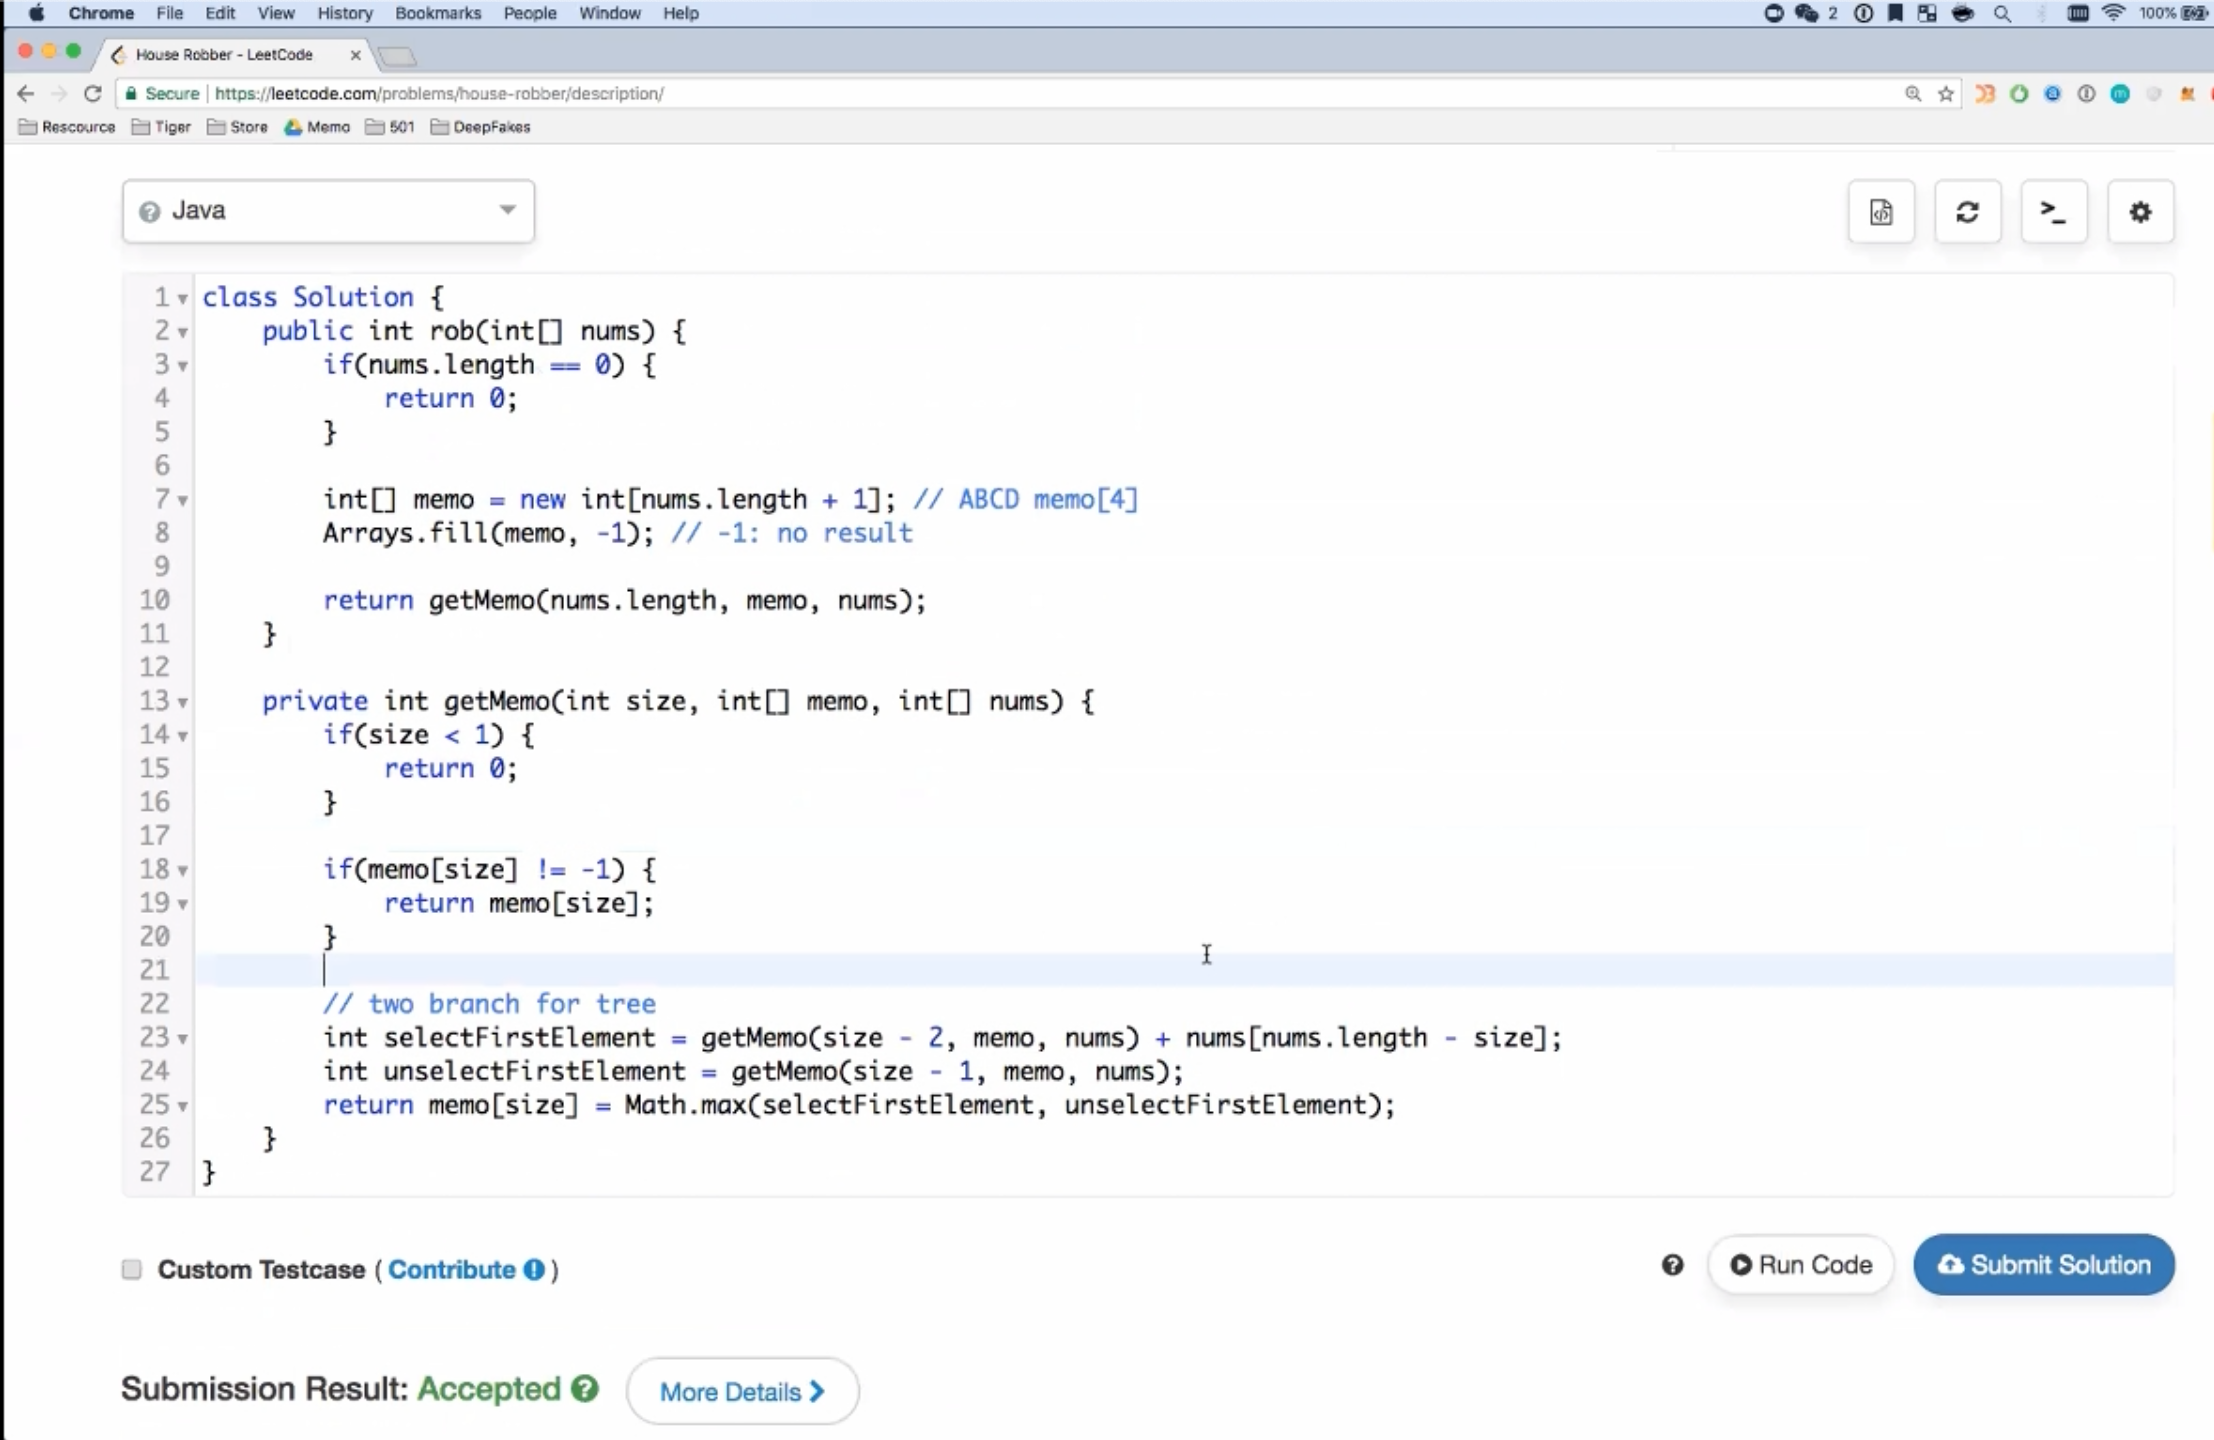 Chrome File Edit View History Bookmarks People Window Help 2 100%
House Robber - LeetCode
Secure | https://leetcode.com/problems/house-robber/description/
Rescource Tiger Store Memo 501 DeepFakes
Java
1 class Solution {
2 public int rob(int[] nums) {
3 if(nums.length == 0) {
4 return 0;
5 }
6
7 int[] memo = new int[nums.length + 1]; // ABCD memo[4]
8 Arrays.fill(memo, -1); // -1: no result
9
10 return getMemo(nums.length, memo, nums);
11 }
12
13 private int getMemo(int size, int[] memo, int[] nums) {
14 if(size < 1) {
15 return 0;
16 }
17
18 if(memo[size] != -1) {
19 return memo[size];
20 }
21
22 // two branch for tree
23 int selectFirstElement = getMemo(size - 2, memo, nums) + nums[nums.length - size];
24 int unselectFirstElement = getMemo(size - 1, memo, nums);
25 return memo[size] = Math.max(selectFirstElement, unselectFirstElement);
26 }
27 }
Custom Testcase ( Contribute ) Run Code Submit Solution
Submission Result: Accepted More Details